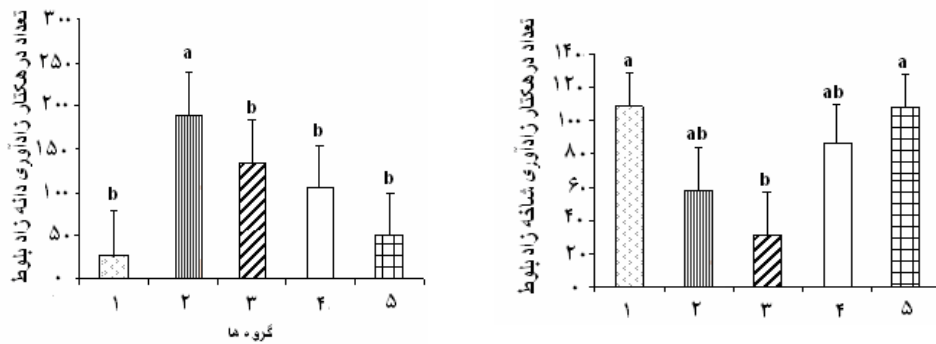 تعداد در هکتار زادآوری دانه زاد بلوط
۳۰۰
۲۵۰
۲۰۰
۱۵۰
۱۰۰
۵۰
۰
b
a
b
b
b
۱ ۲ ۳ ۴ ۵
گروه ها
تعداد در هکتار زادآوری شاخه زاد بلوط
۱۴۰
۱۲۰
۱۰۰
۸۰
۶۰
۴۰
۲۰
۰
a
ab
b
ab
a
۱ ۲ ۳ ۴ ۵